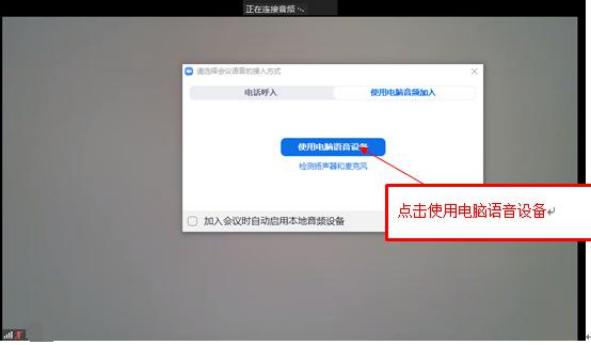 正在连接音频
请选择会议语音的接入方式
电话呼入
使用电脑音频加入
使用电脑语音设备
检测扬声器和麦克风
点击使用电脑语音设备
加入会议时自动启用本地音频设备